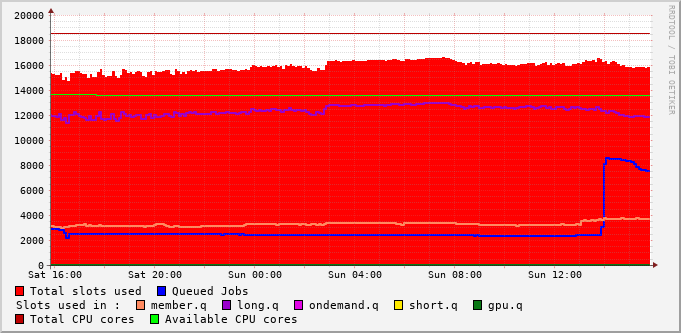 20000
18000
16000
14000
12000
10000
8000
6000
4000
2000
0
Sat 16:00 Sat 20:00 Sun 00:00 Sun 04:00 Sun 08:00 Sun 12:00
Total slots used Queued Jobs
Slots used in : member.q long.q ondemand.q short.q gpu.q
Total CPU cores Available CPU cores
RRDTOOL / TOBI OETIKER